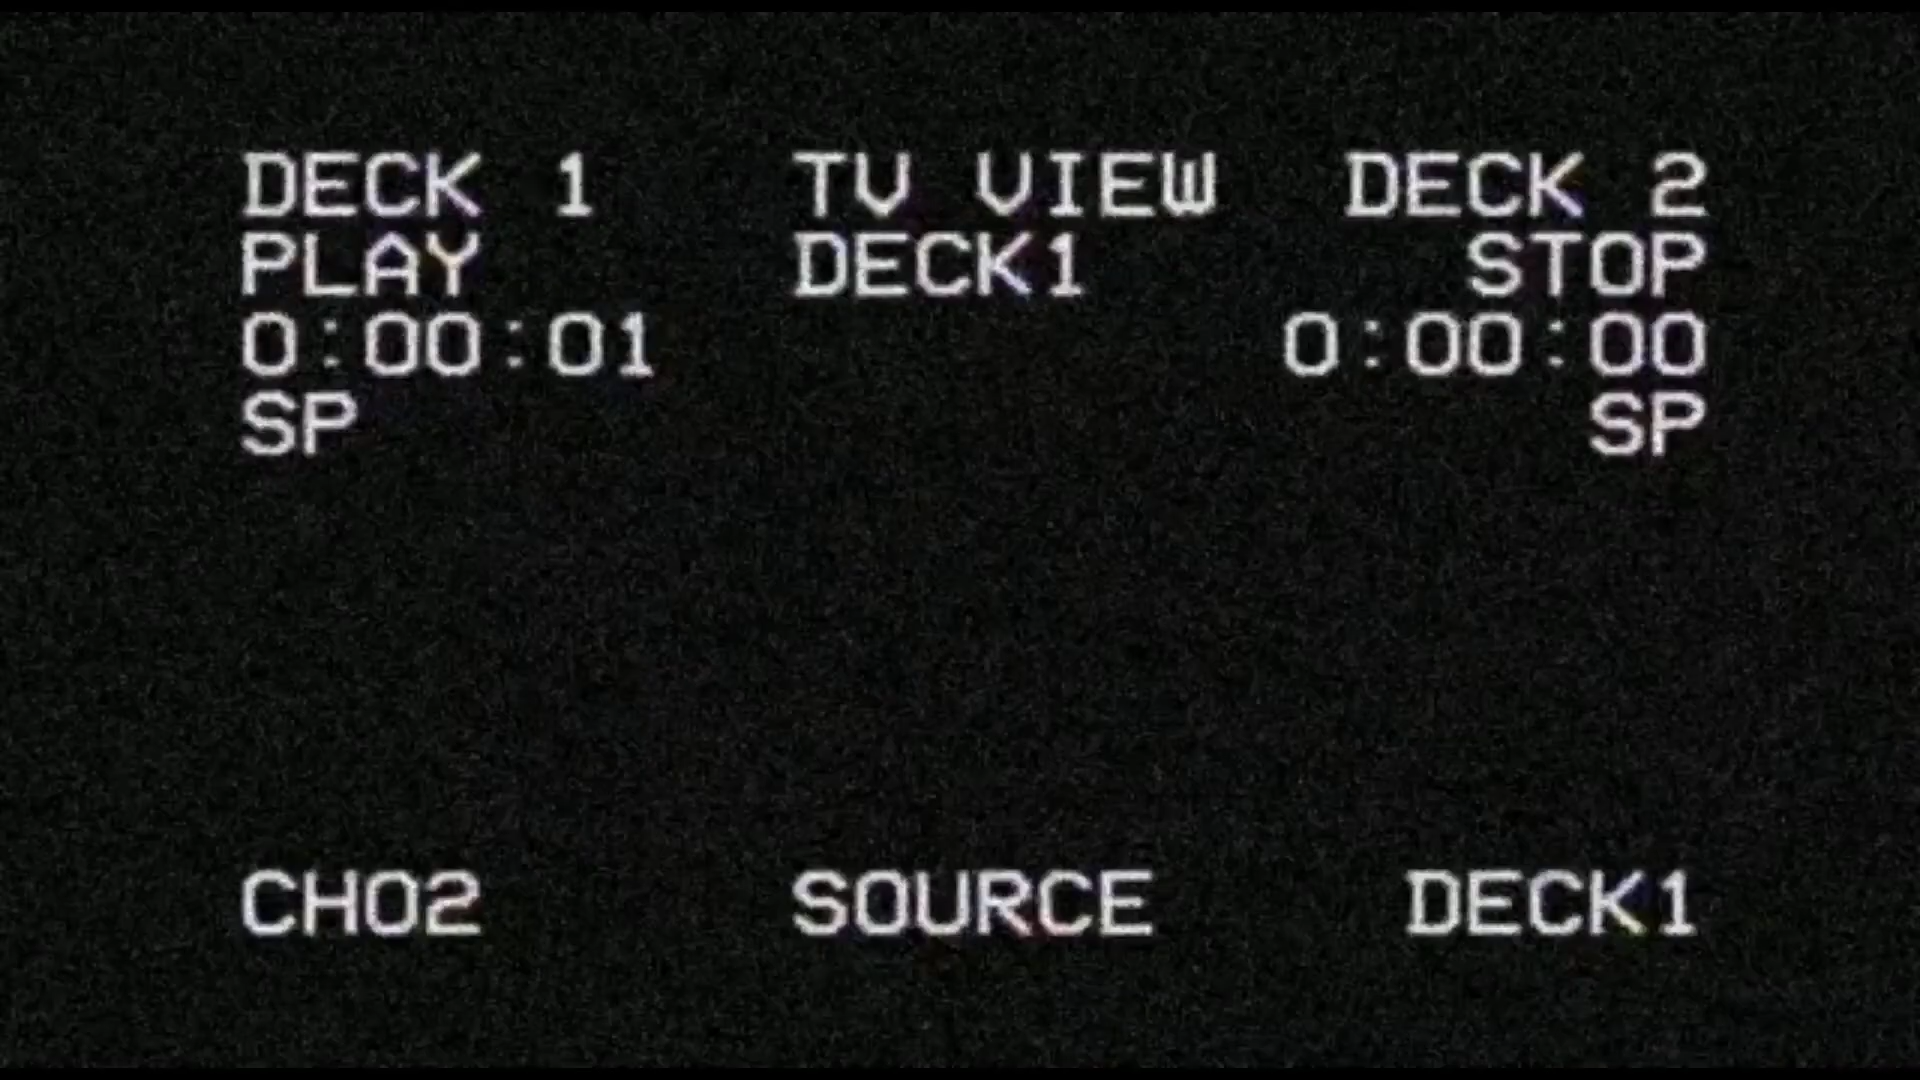 DECK 1 TV VIEW DECK 2
PLAY DECK1 STOP
0:00:01 0:00:00
SP SP
CH02 SOURCE DECK1